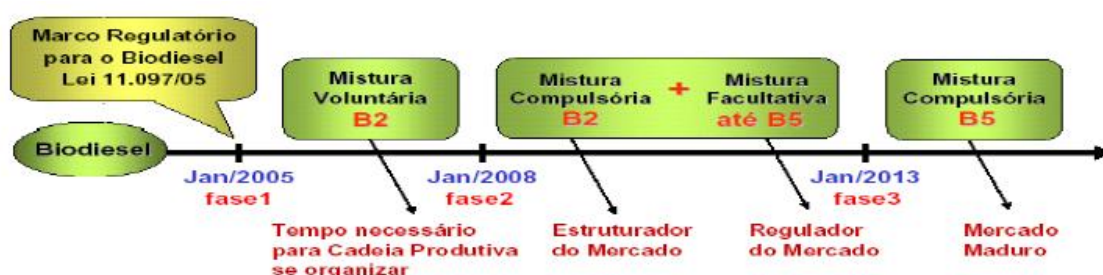 Marco Regulatório
para o Biodiesel
Lei 11.097/05
Mistura
Voluntária
B2
Mistura
Compulsória
B2
+
Mistura
Facultativa
até B5
Mistura
Compulsória
B5
Biodiesel
Jan/2005
fase1
Jan/2008
fase2
Jan/2013
fase3
Tempo necessário
para Cadeia Produtiva
se organizar
Estruturador
do Mercado
Regulador
do Mercado
Mercado
Maduro